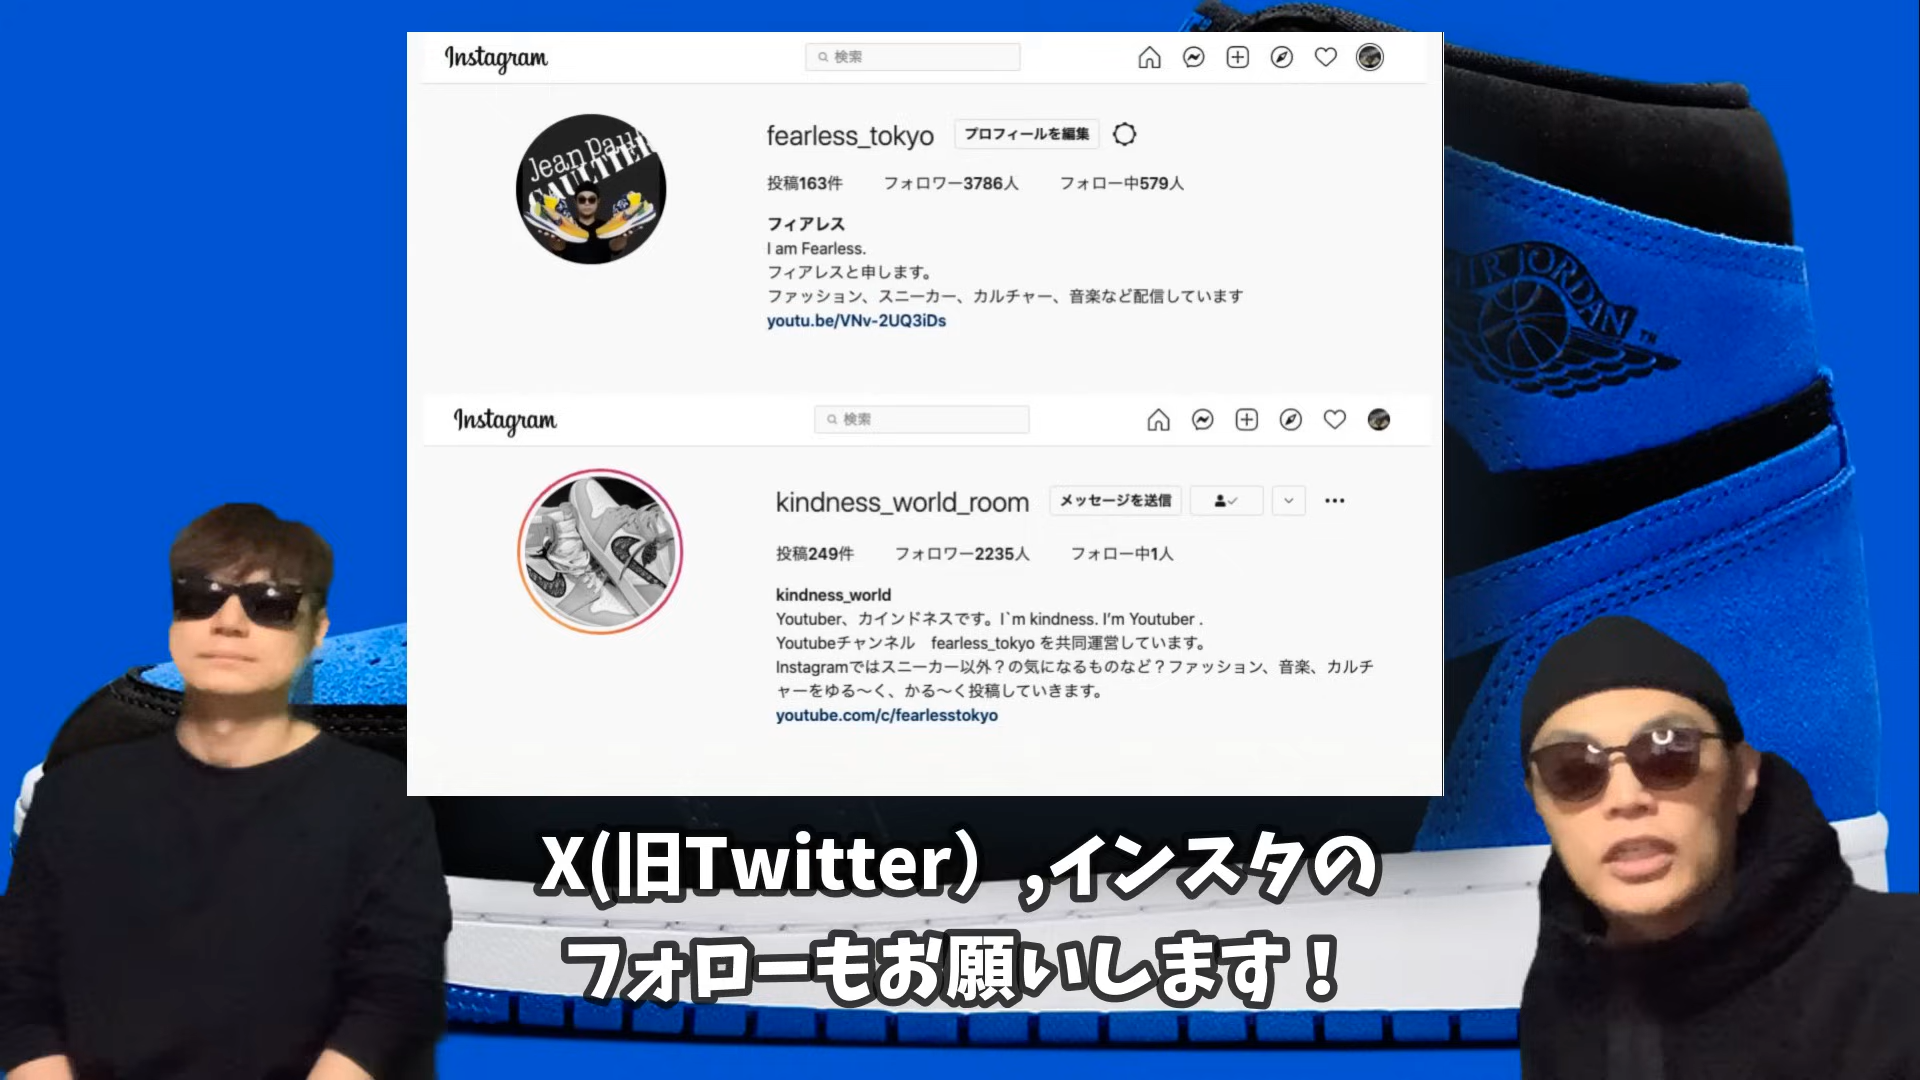 Instagram
検索
Jean Paul
GAULTIER
fearless_tokyo プロフィールを編集
投稿163件 フォロワー3786人 フォロー中579人
フィアレス
I am Fearless.
フィアレスと申します。
ファッション、スニーカー、カルチャー、音楽など配信しています
youtu.be/VNv-2UQ3iDs
AIR JORDAN
TM
Instagram
検索
kindness_world_room メッセージを送信
投稿249件 フォロワー2235人 フォロー中1人
kindness_world
Youtuber、カインドネスです。I`m kindness. I’m Youtuber .
Youtubeチャンネル　fearless_tokyo を共同運営しています。
Instagramではスニーカー以外？の気になるものなど？ファッション、音楽、カルチ
ャーをゆる〜く、かる〜く投稿していきます。
youtube.com/c/fearlesstokyo
X(旧Twitter）,インスタの
フォローもお願いします！